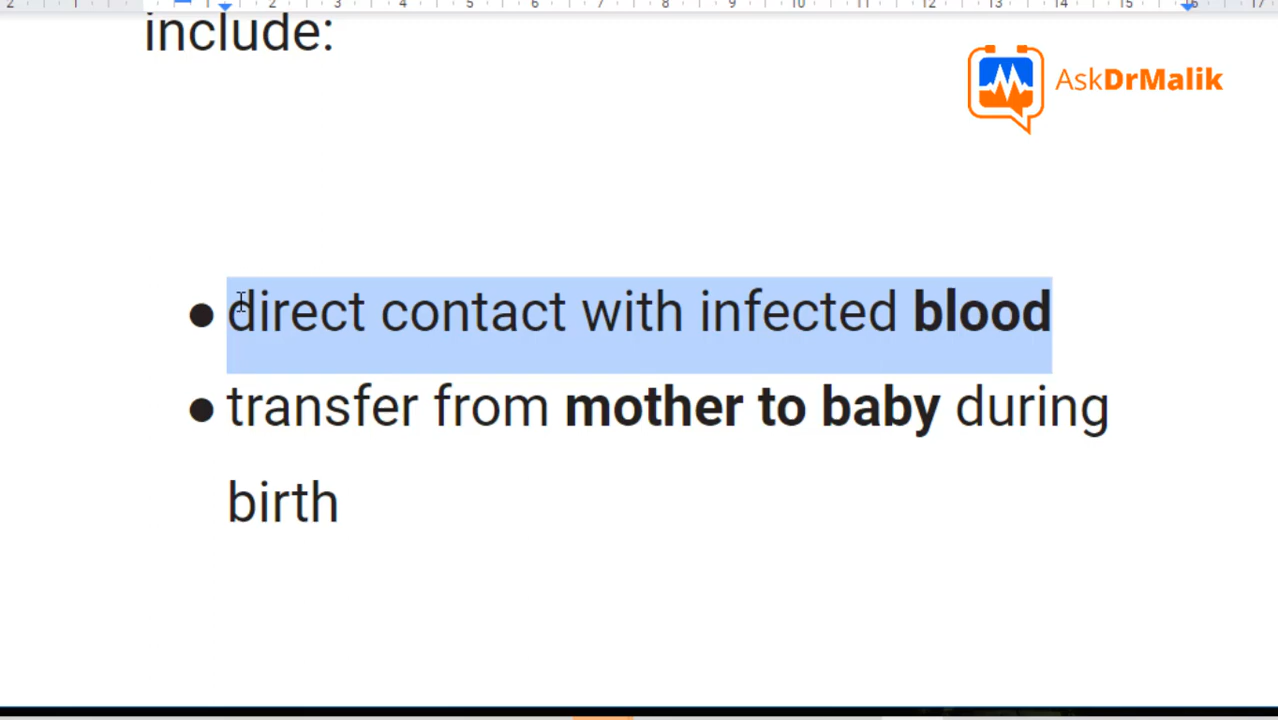 include:
AskDrMalik
● direct contact with infected blood
● transfer from mother to baby during
birth